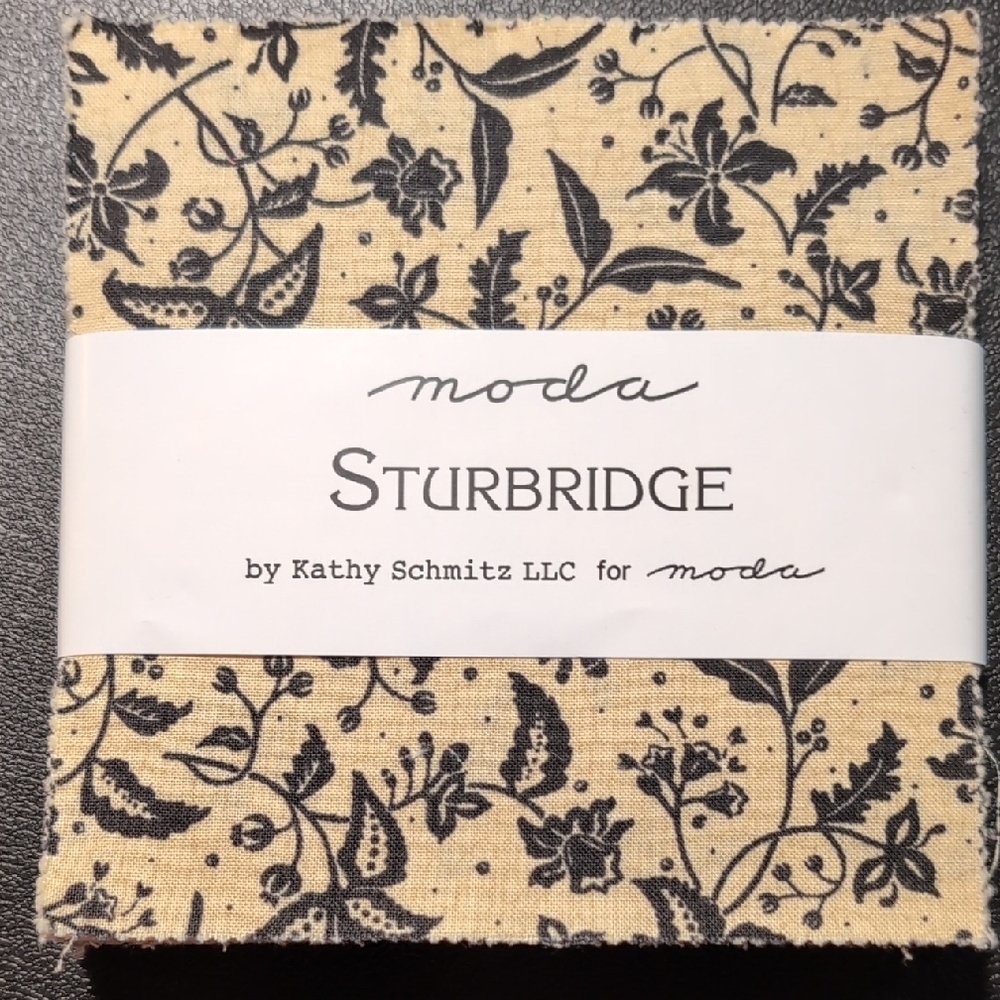 moda
STURBRIDGE
by Kathy Schmitz LLC for moda